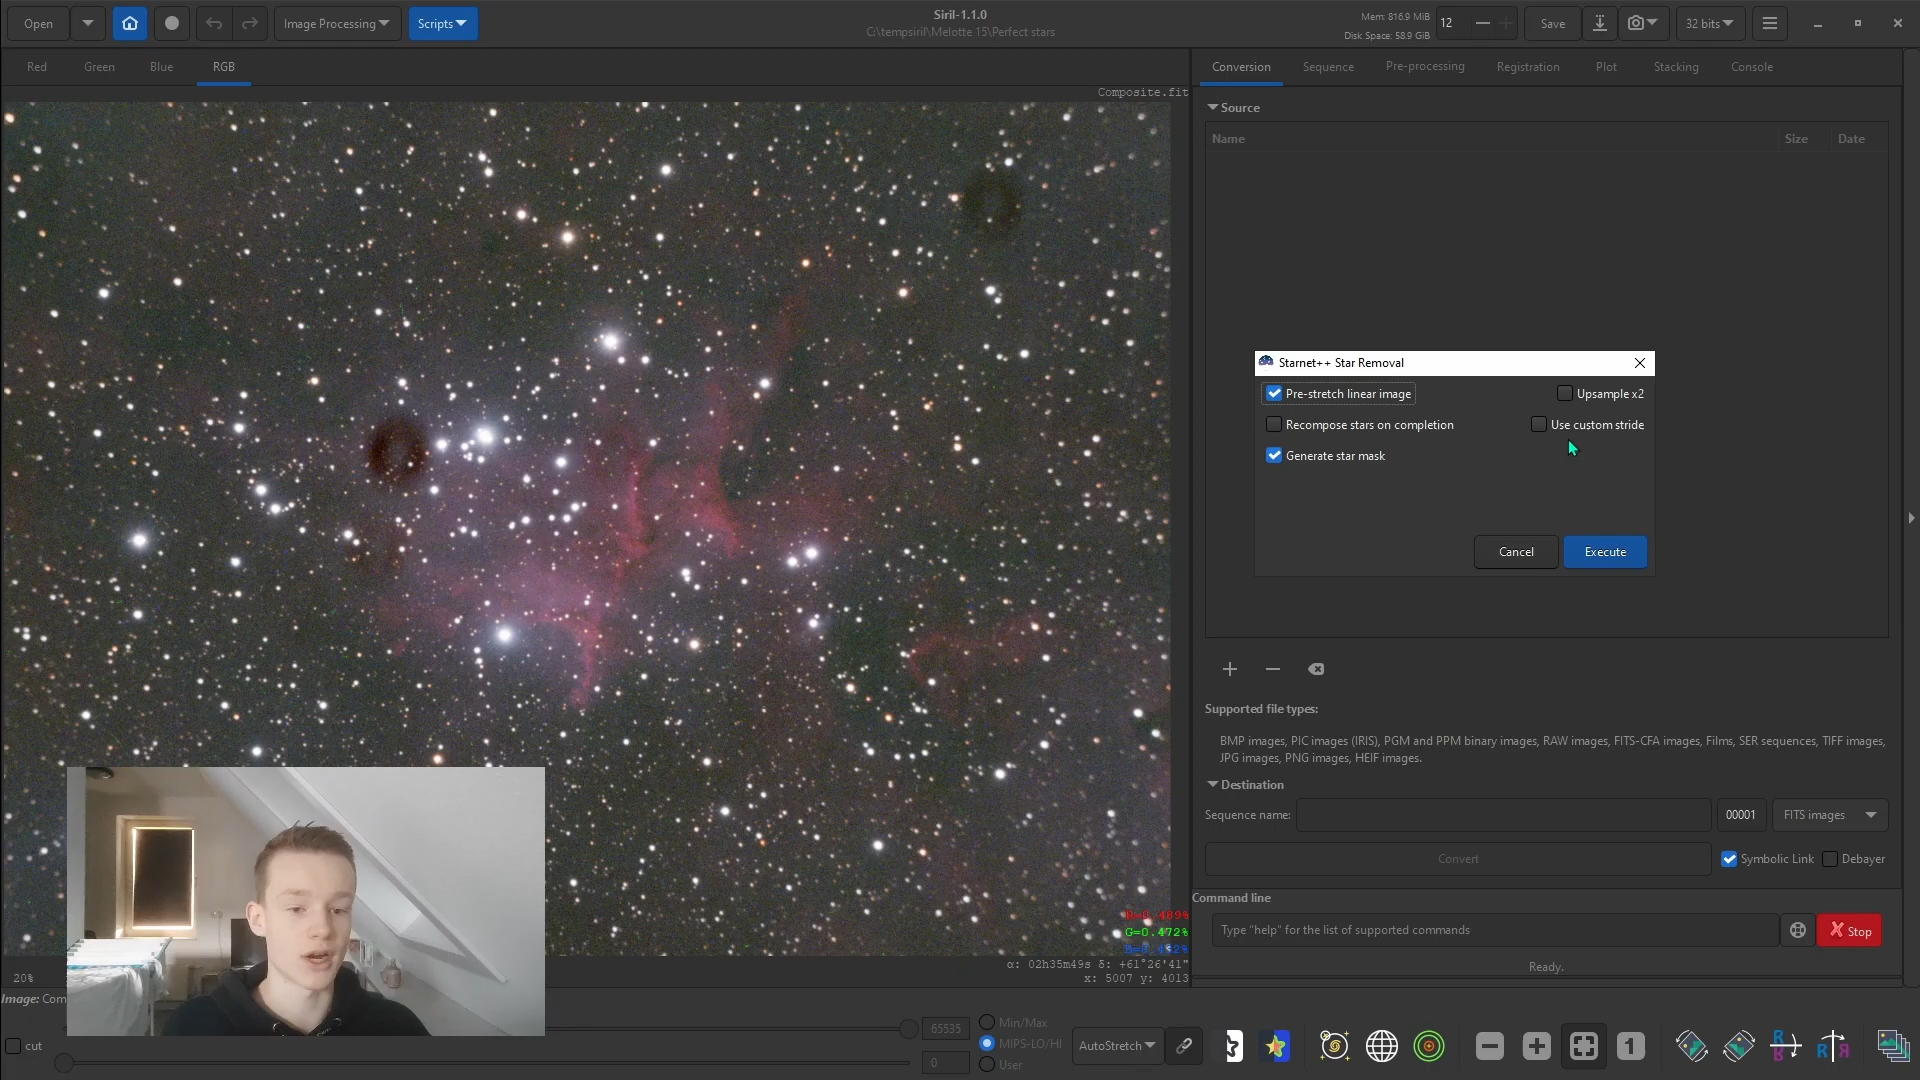 Open
Image Processing
Scripts
Siril-1.1.0
C:\tempsiril\Melotte 15\Perfect stars
Mem: 816.9 MiB
Disk Space: 58.9 GiB
12
Save
32 bits
Red
Green
Blue
RGB
Conversion
Sequence
Pre-processing
Registration
Plot
Stacking
Console
Composite.fit
Source
Name
Size
Date
Starnet++ Star Removal
Pre-stretch linear image
Upsample x2
Recompose stars on completion
Use custom stride
Generate star mask
Cancel
Execute
Supported file types:
BMP images, PIC images (IRIS), PGM and PPM binary images, RAW images, FITS-CFA images, Films, SER sequences, TIFF images,
JPG images, PNG images, HEIF images.
Destination
Sequence name:
00001
FITS images
Convert
Symbolic Link
Debayer
Command line
Type "help" for the list of supported commands
Stop
Ready.
G=0.472%
α: 02h35m49s δ: +61°26'41"
x: 5007 y: 4013
20%
Image: Com
cut
65535
0
Min/Max
MIPS-LO/HI
User
AutoStretch
1